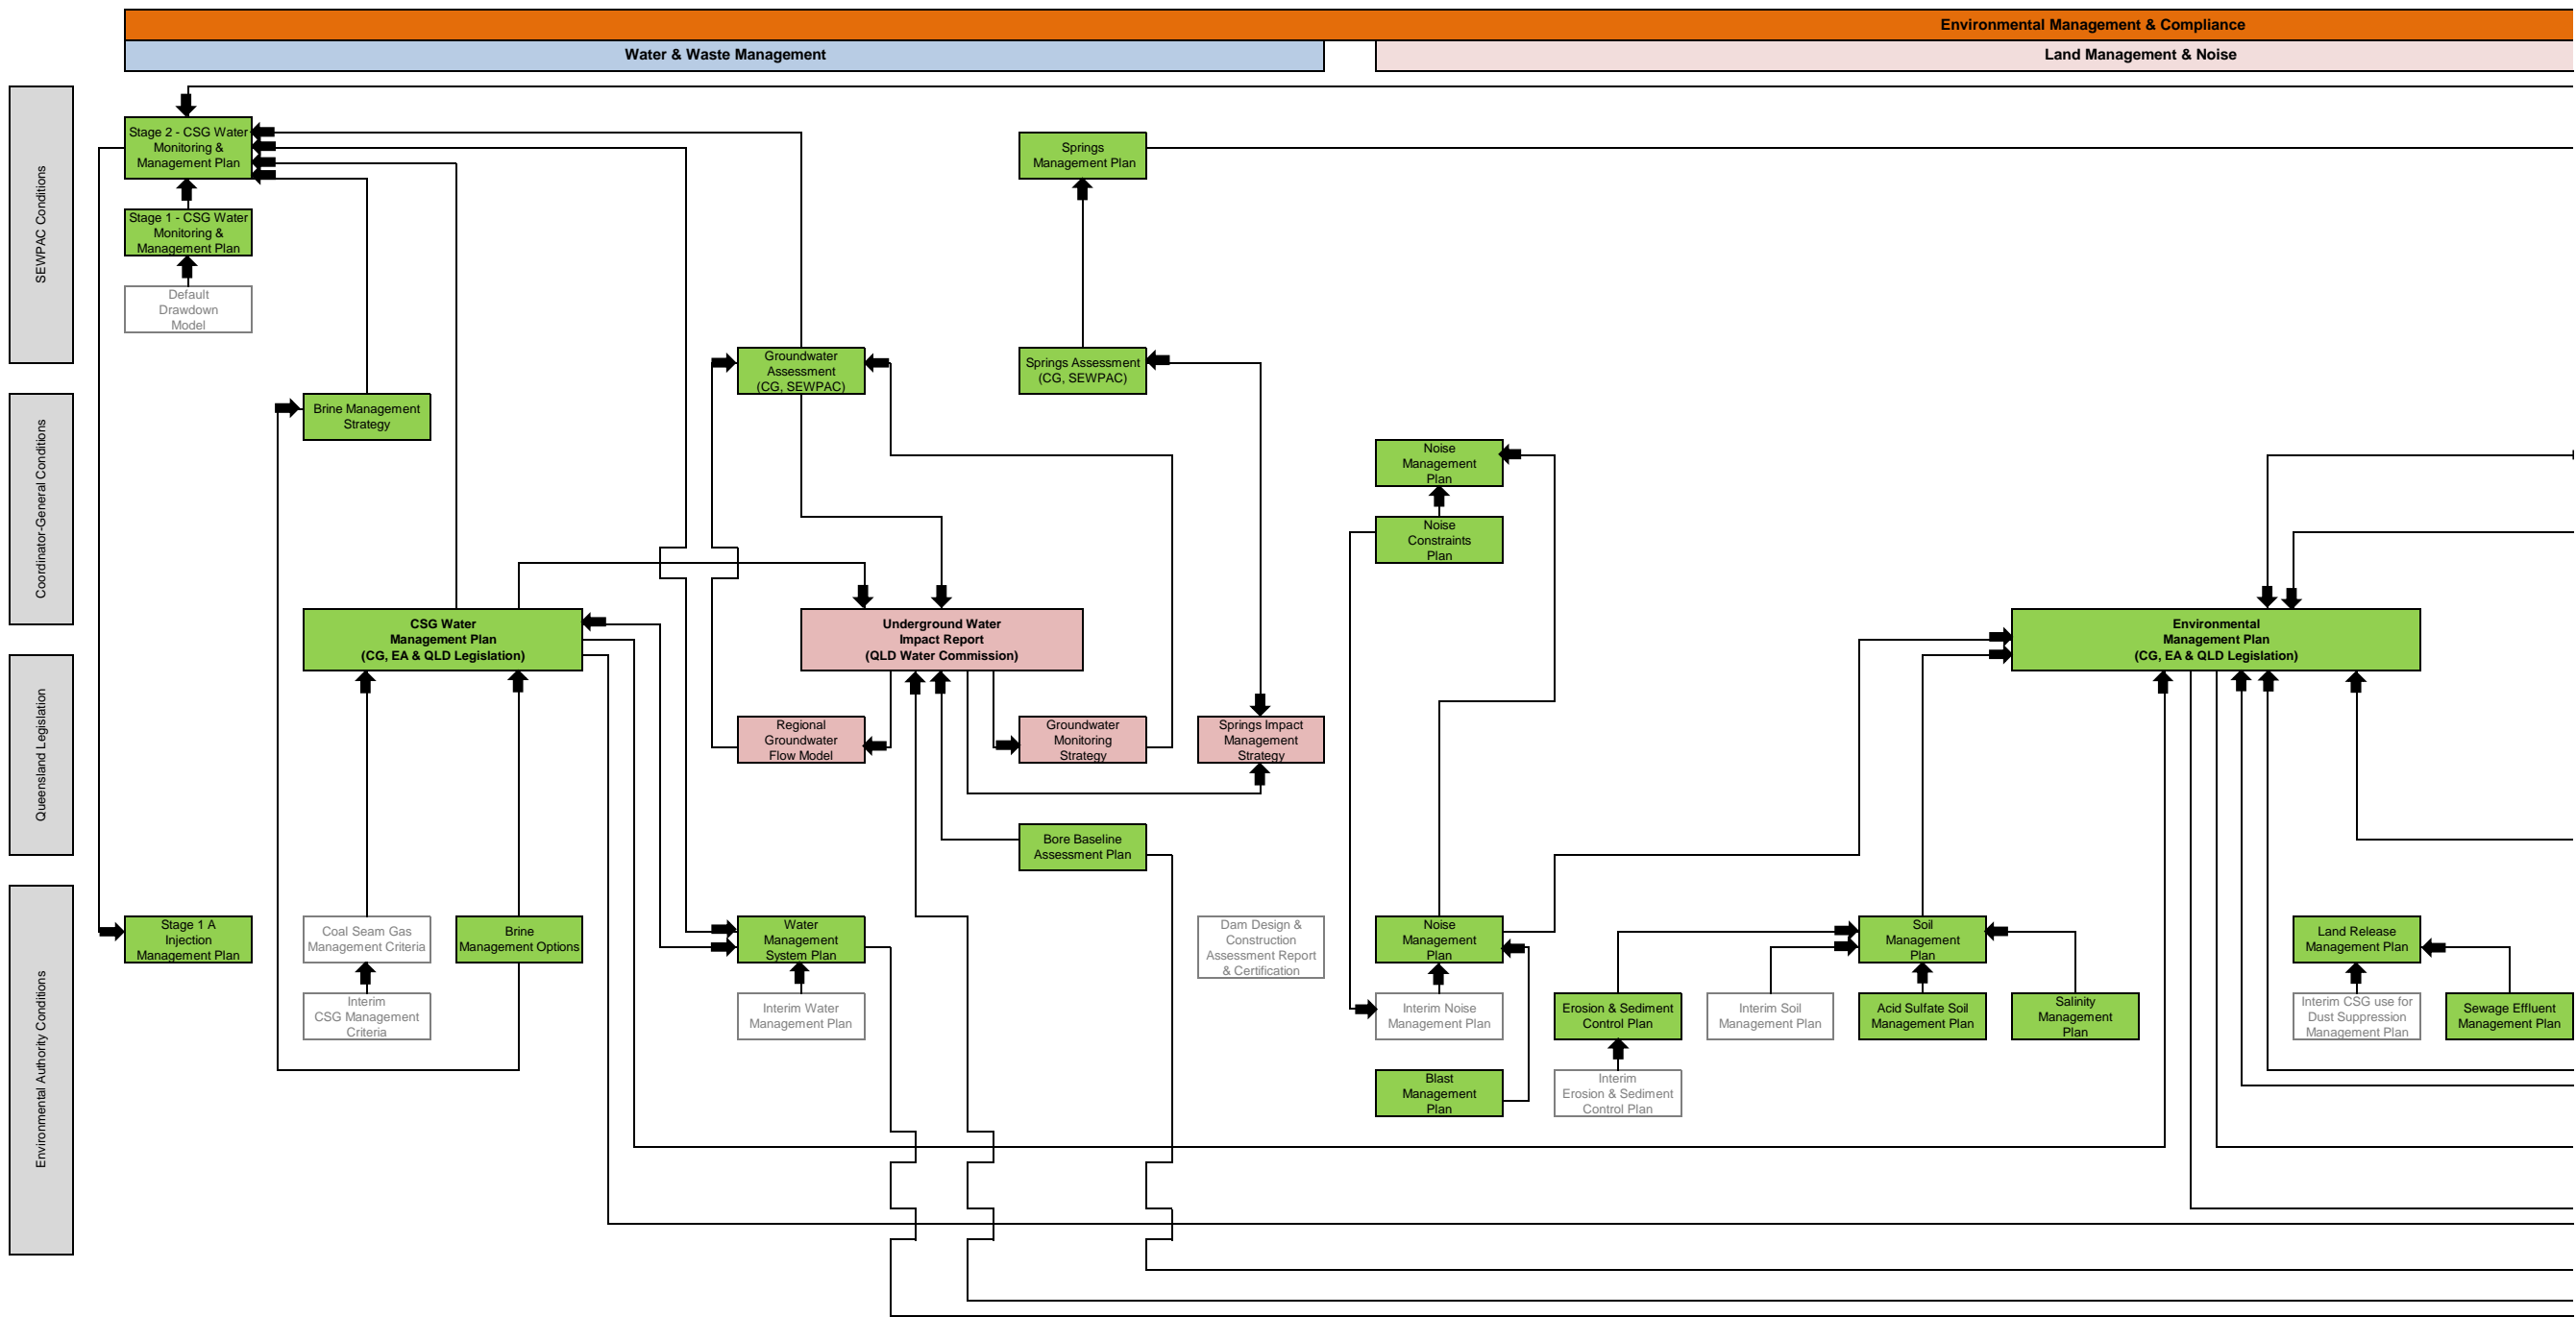 Environmental Management & Compliance
Water & Waste Management
Land Management & Noise
SEWPAC Conditions
Stage 2 - CSG Water
Monitoring &
Management Plan
Springs
Management Plan
Stage 1 - CSG Water
Monitoring &
Management Plan
Default
Drawdown
Model
Groundwater
Assessment
(CG, SEWPAC)
Springs Assessment
(CG, SEWPAC)
Coordinator-General Conditions
Brine Management
Strategy
Noise
Management
Plan
Noise
Constraints
Plan
CSG Water
Management Plan
(CG, EA & QLD Legislation)
Underground Water
Impact Report
(QLD Water Commission)
Environmental
Management Plan
(CG, EA & QLD Legislation)
Queensland Legislation
Regional
Groundwater
Flow Model
Groundwater
Monitoring
Strategy
Springs Impact
Management
Strategy
Bore Baseline
Assessment Plan
Environmental Authority Conditions
Stage 1 A
Injection
Management Plan
Coal Seam Gas
Management Criteria
Brine
Management Options
Water
Management
System Plan
Dam Design &
Construction
Assessment Report
& Certification
Noise
Management
Plan
Soil
Management
Plan
Land Release
Management Plan
Interim
CSG Management
Criteria
Interim Water
Management Plan
Interim Noise
Management Plan
Erosion & Sediment
Control Plan
Interim Soil
Management Plan
Acid Sulfate Soil
Management Plan
Salinity
Management
Plan
Interim CSG use for
Dust Suppression
Management Plan
Sewage Effluent
Management Plan
Blast
Management
Plan
Interim
Erosion & Sediment
Control Plan